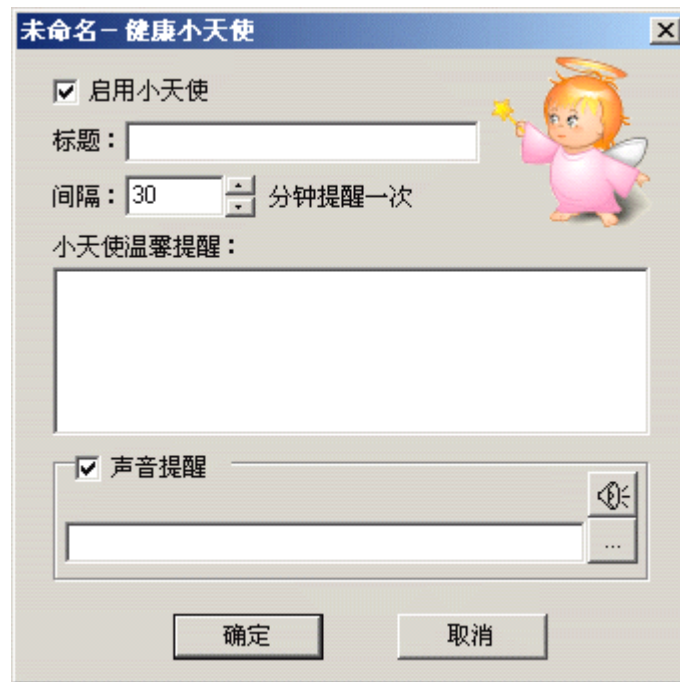 未命名－健康小天使
启用小天使
标题：
间隔：30 分钟提醒一次
小天使温馨提醒：
声音提醒
...
确定 取消